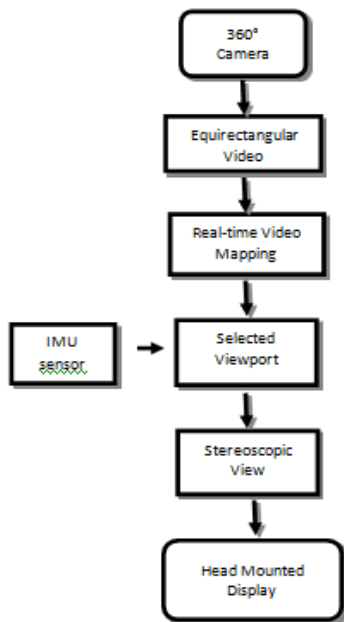 360°
Camera
Equirectangular
Video
Real-time Video
Mapping
IMU
sensor
Selected
Viewport
Stereoscopic
View
Head Mounted
Display